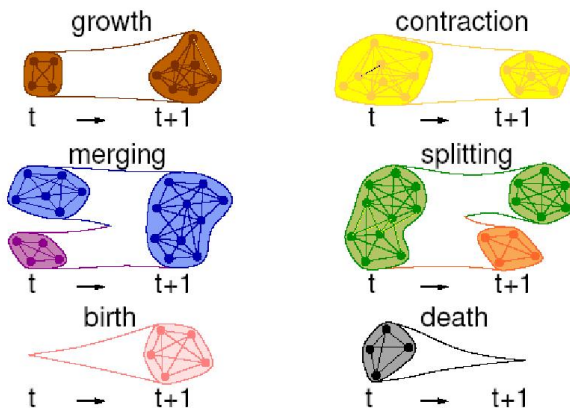 growth
contraction
t → t+1
t → t+1
merging
splitting
t → t+1
t → t+1
birth
death
t → t+1
t → t+1